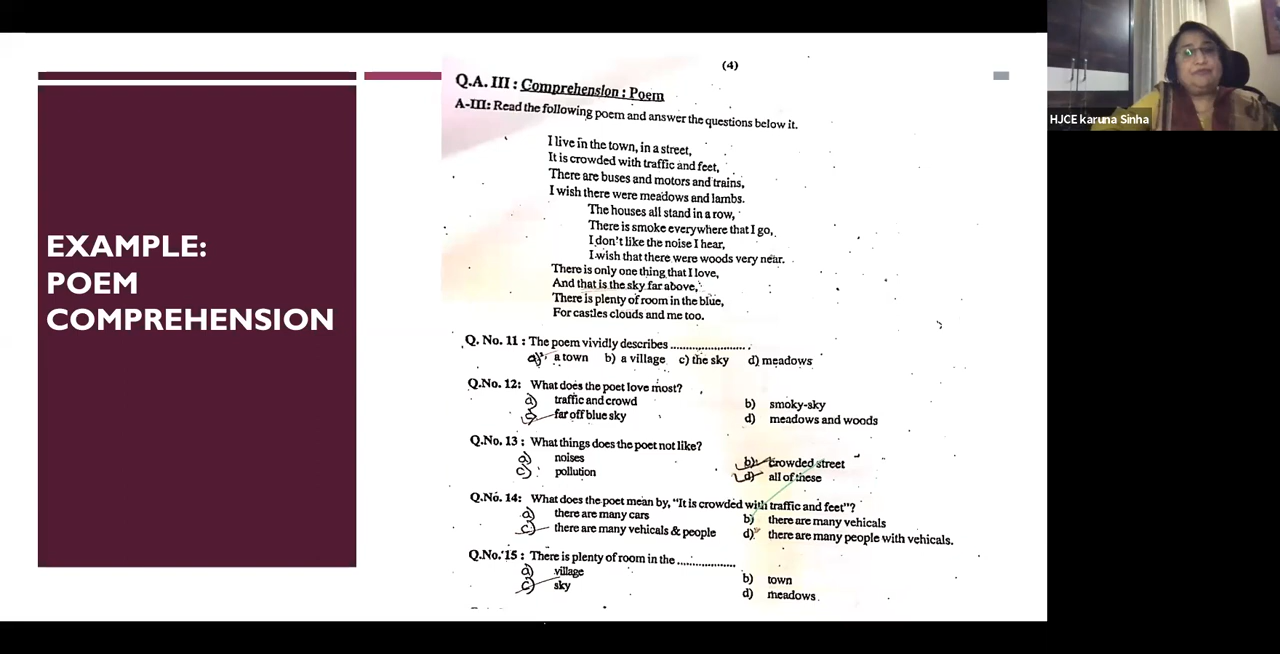 EXAMPLE:
POEM
COMPREHENSION
(4)
Q.A. III : Comprehension : Poem
A-III: Read the following poem and answer the questions below it.
I live in the town, in a street,
It is crowded with traffic and feet,
There are buses and motors and trains,
I wish there were meadows and lambs.
The houses all stand in a row,
There is smoke everywhere that I go,
I don't like the noise I hear,
I wish that there were woods very near.
There is only one thing that I love,
And that is the sky far above,
There is plenty of room in the blue,
For castles clouds and me too.
Q. No. 11 : The poem vividly describes ........................ .
a) a town b) a village c) the sky d) meadows
Q.No. 12: What does the poet love most?
a) traffic and crowd b) smoky-sky
c) far off blue sky d) meadows and woods
Q.No. 13 : What things does the poet not like?
a) noises b) crowded street
c) pollution d) all of these
Q.No. 14: What does the poet mean by, "It is crowded with traffic and feet"?
a) there are many cars b) there are many vehicals
c) there are many vehicals & people d) there are many people with vehicals.
Q.No. 15 : There is plenty of room in the ..................
a) village b) town
c) sky d) meadows
HJCE karuna Sinha